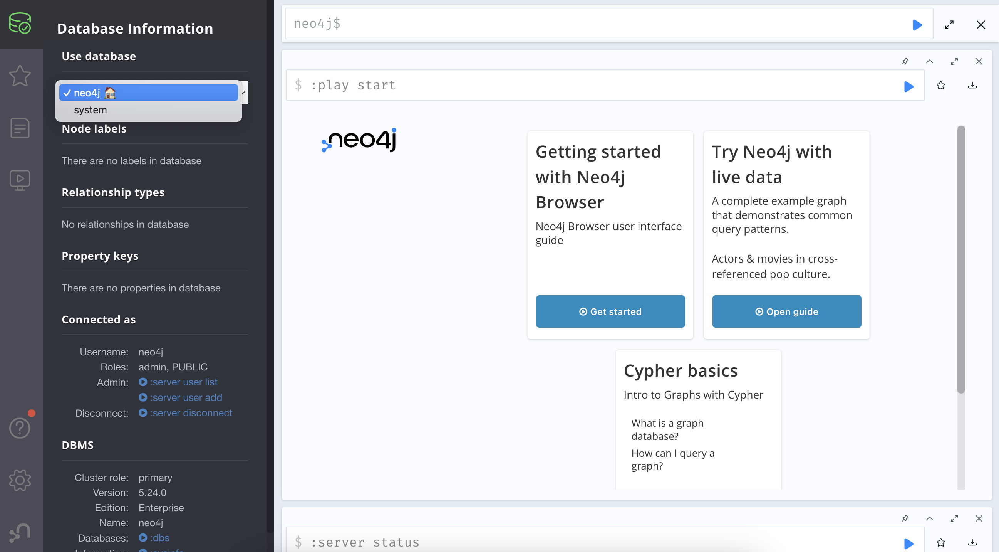 Database Information
Use database
neo4j 🏠
system
Node labels
There are no labels in database
Relationship types
No relationships in database
Property keys
There are no properties in database
Connected as
Username: neo4j
Roles: admin, PUBLIC
Admin: :server user list
:server user add
Disconnect: :server disconnect
DBMS
Cluster role: primary
Version: 5.24.0
Edition: Enterprise
Name: neo4j
Databases: :dbs
Information: :sysinfo
neo4j$
$ :play start
neo4j
Getting started
with Neo4j
Browser
Neo4j Browser user interface
guide
Get started
Try Neo4j with
live data
A complete example graph
that demonstrates common
query patterns.
Actors & movies in cross-
referenced pop culture.
Open guide
Cypher basics
Intro to Graphs with Cypher
What is a graph
database?
How can I query a
graph?
$ :server status